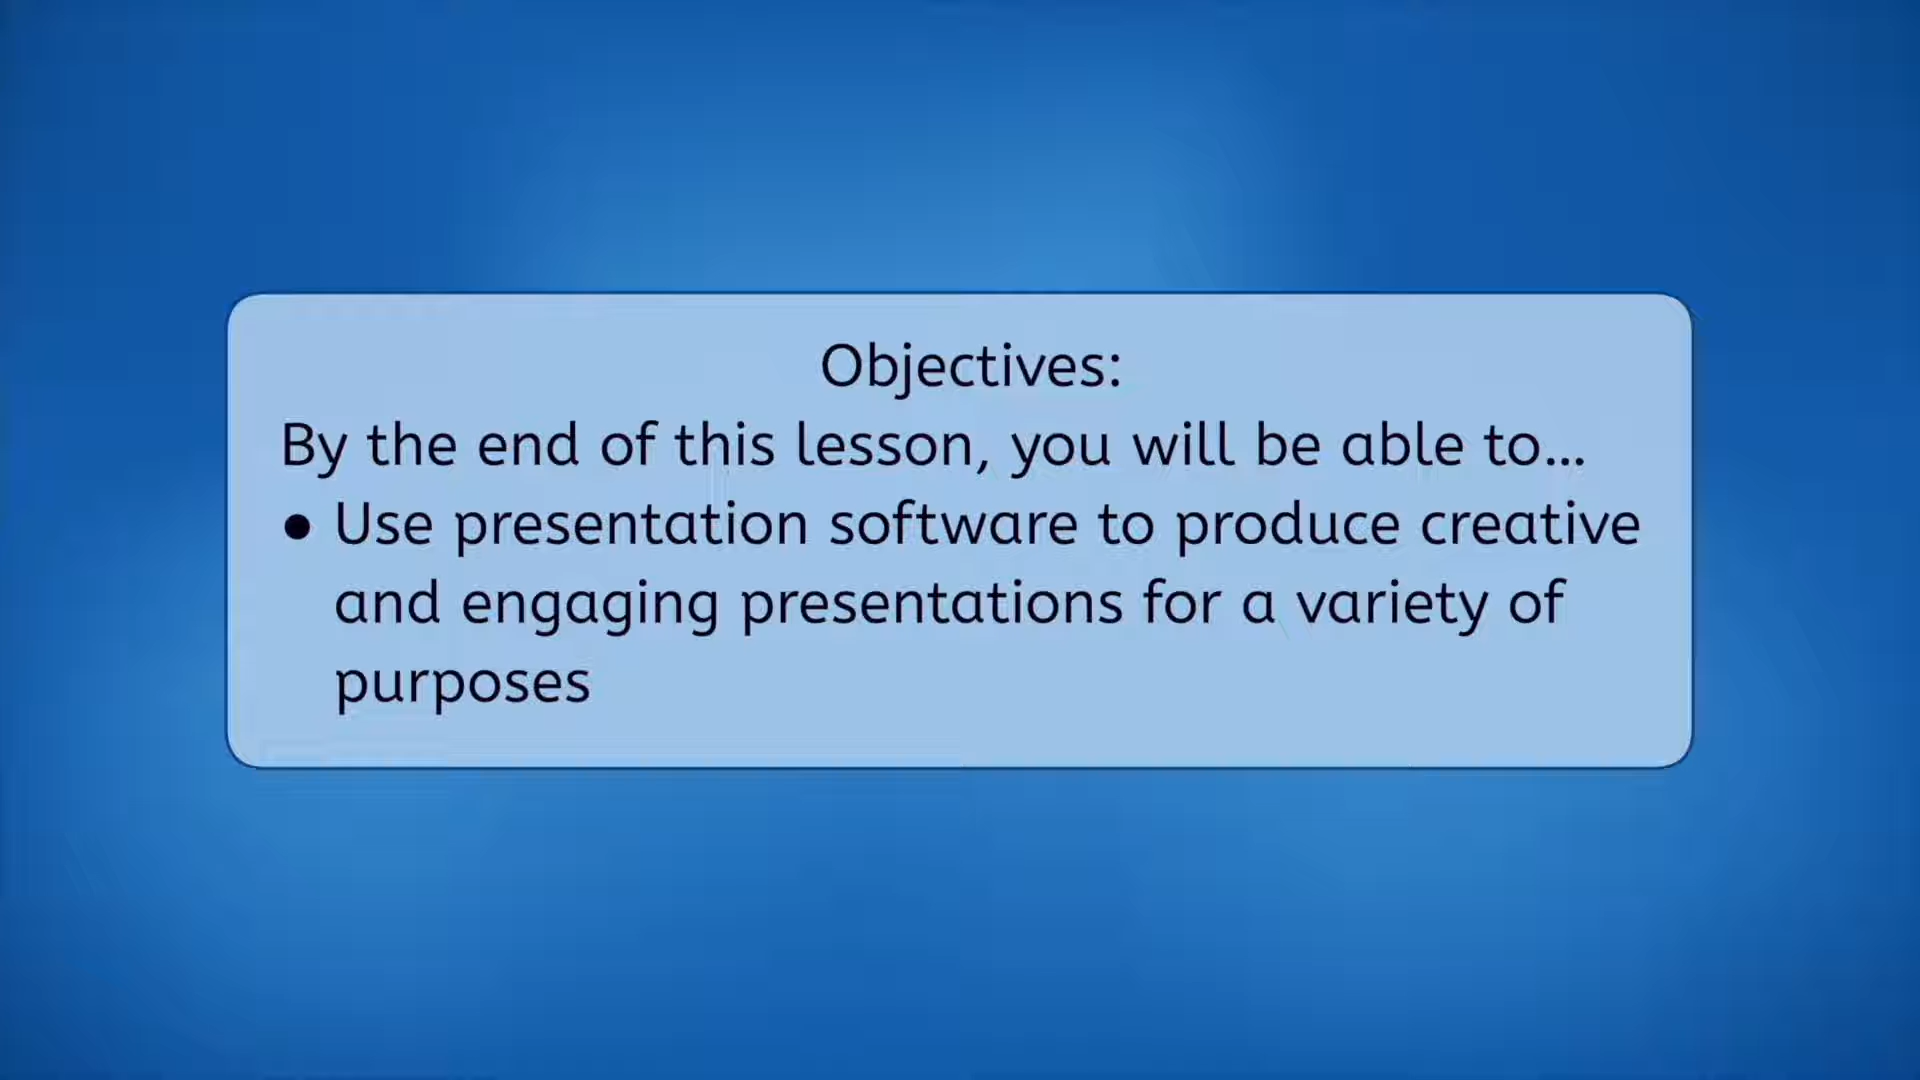 Objectives:
By the end of this lesson, you will be able to...
● Use presentation software to produce creative
and engaging presentations for a variety of
purposes